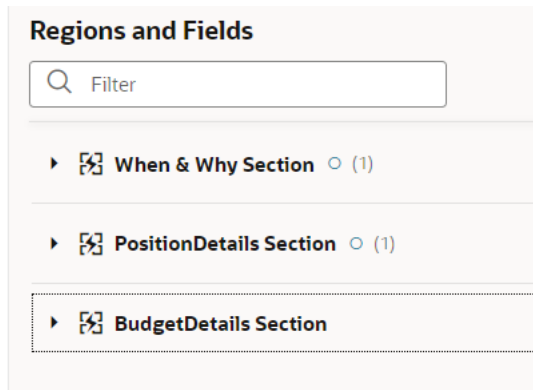 Regions and Fields
Filter
When & Why Section (1)
PositionDetails Section (1)
BudgetDetails Section